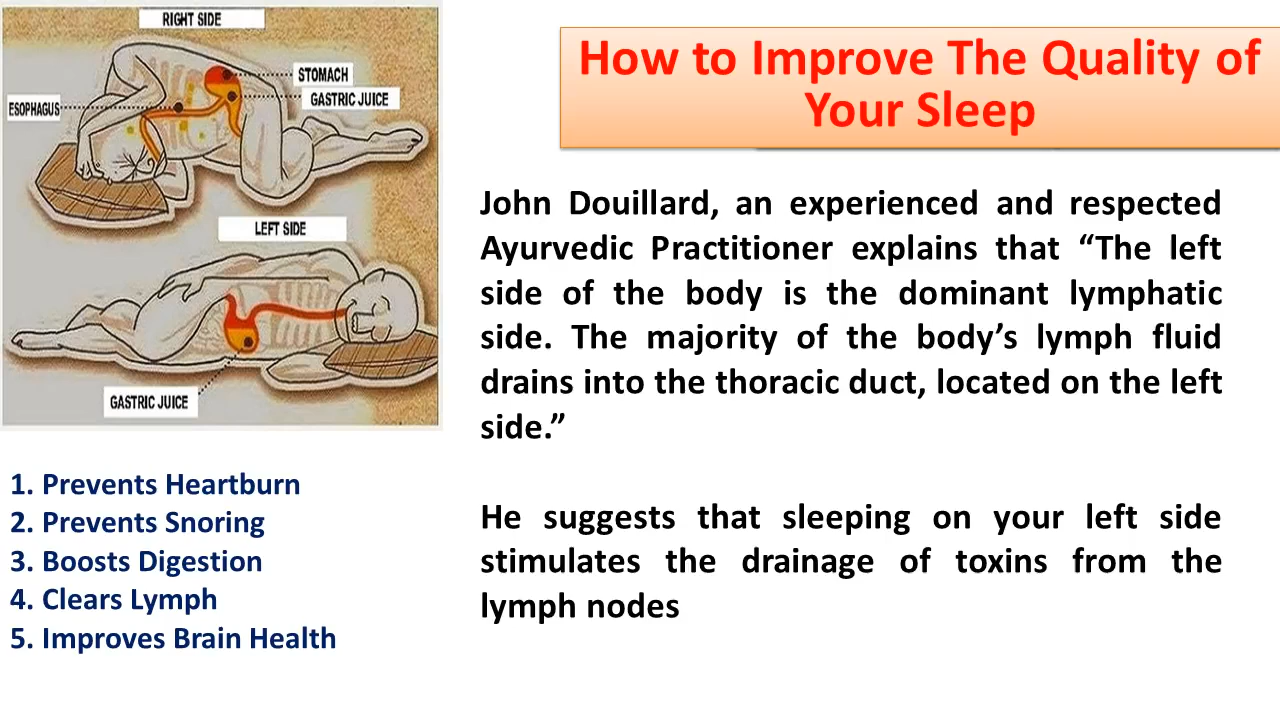 RIGHT SIDE
STOMACH
GASTRIC JUICE
ESOPHAGUS
LEFT SIDE
GASTRIC JUICE
1. Prevents Heartburn
2. Prevents Snoring
3. Boosts Digestion
4. Clears Lymph
5. Improves Brain Health
How to Improve The Quality of
Your Sleep
John Douillard, an experienced and respected
Ayurvedic Practitioner explains that “The left
side of the body is the dominant lymphatic
side. The majority of the body’s lymph fluid
drains into the thoracic duct, located on the left
side.”
He suggests that sleeping on your left side
stimulates the drainage of toxins from the
lymph nodes